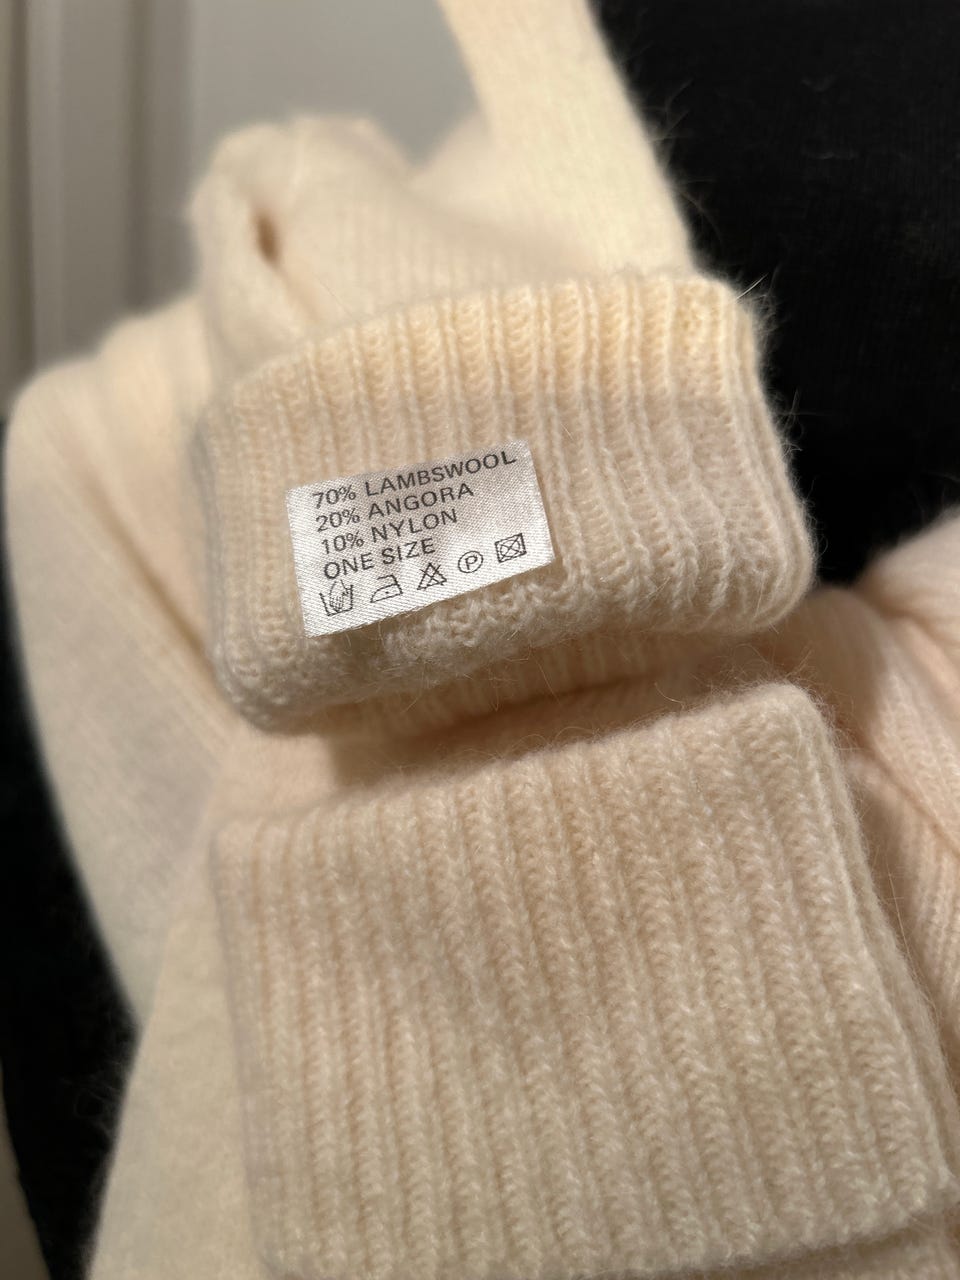 70% LAMBSWOOL
20% ANGORA
10% NYLON
ONE SIZE
P